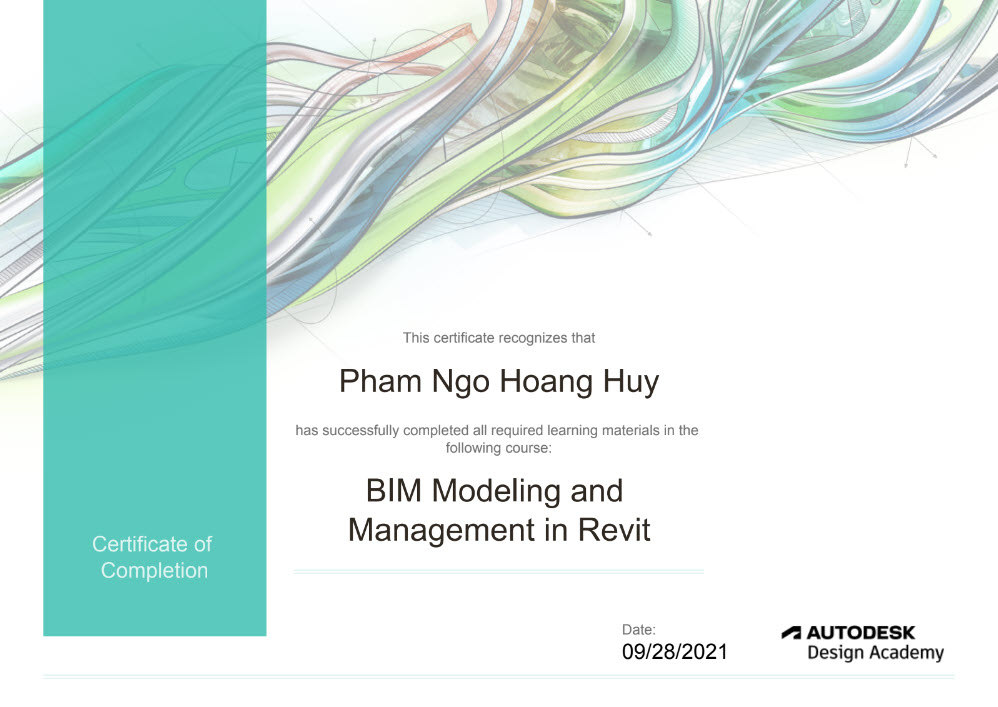 This certificate recognizes that
Pham Ngo Hoang Huy
has successfully completed all required learning materials in the
following course:
BIM Modeling and
Management in Revit
Certificate of
Completion
Date:
09/28/2021
AUTODESK
Design Academy